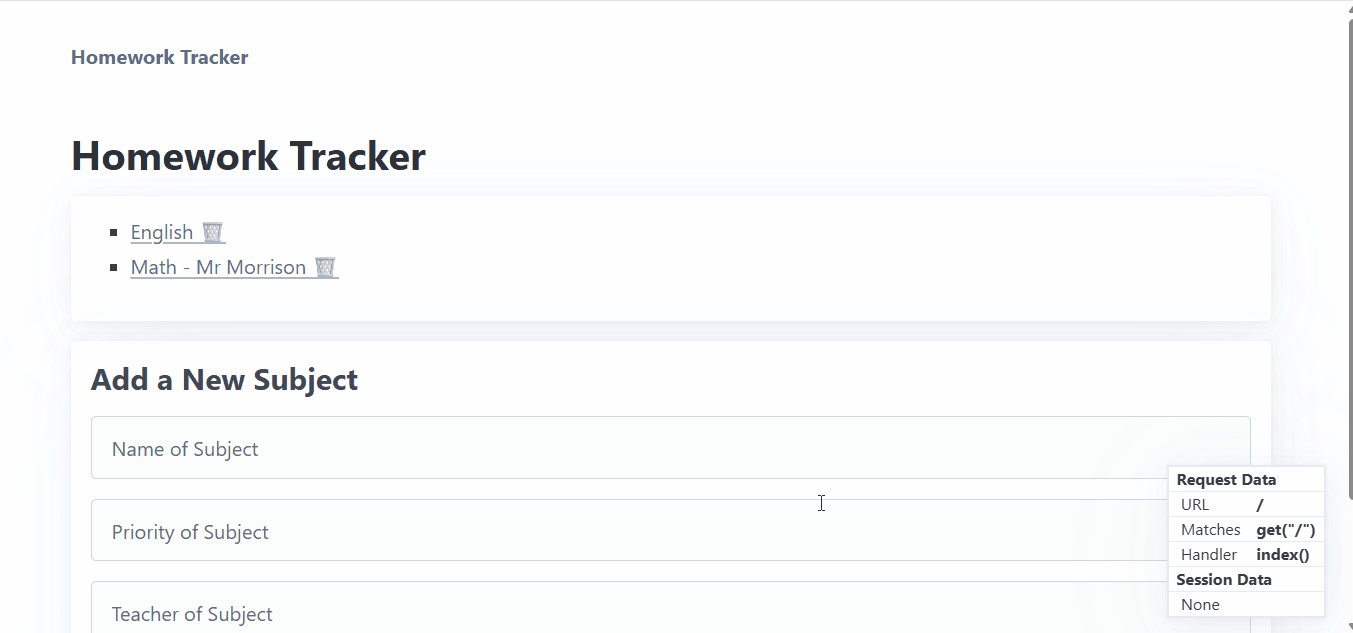 Homework Tracker
Homework Tracker
English
Math - Mr Morrison
Add a New Subject
Name of Subject
Priority of Subject
Teacher of Subject
Request Data
URL /
Matches get("/")
Handler index()
Session Data
None